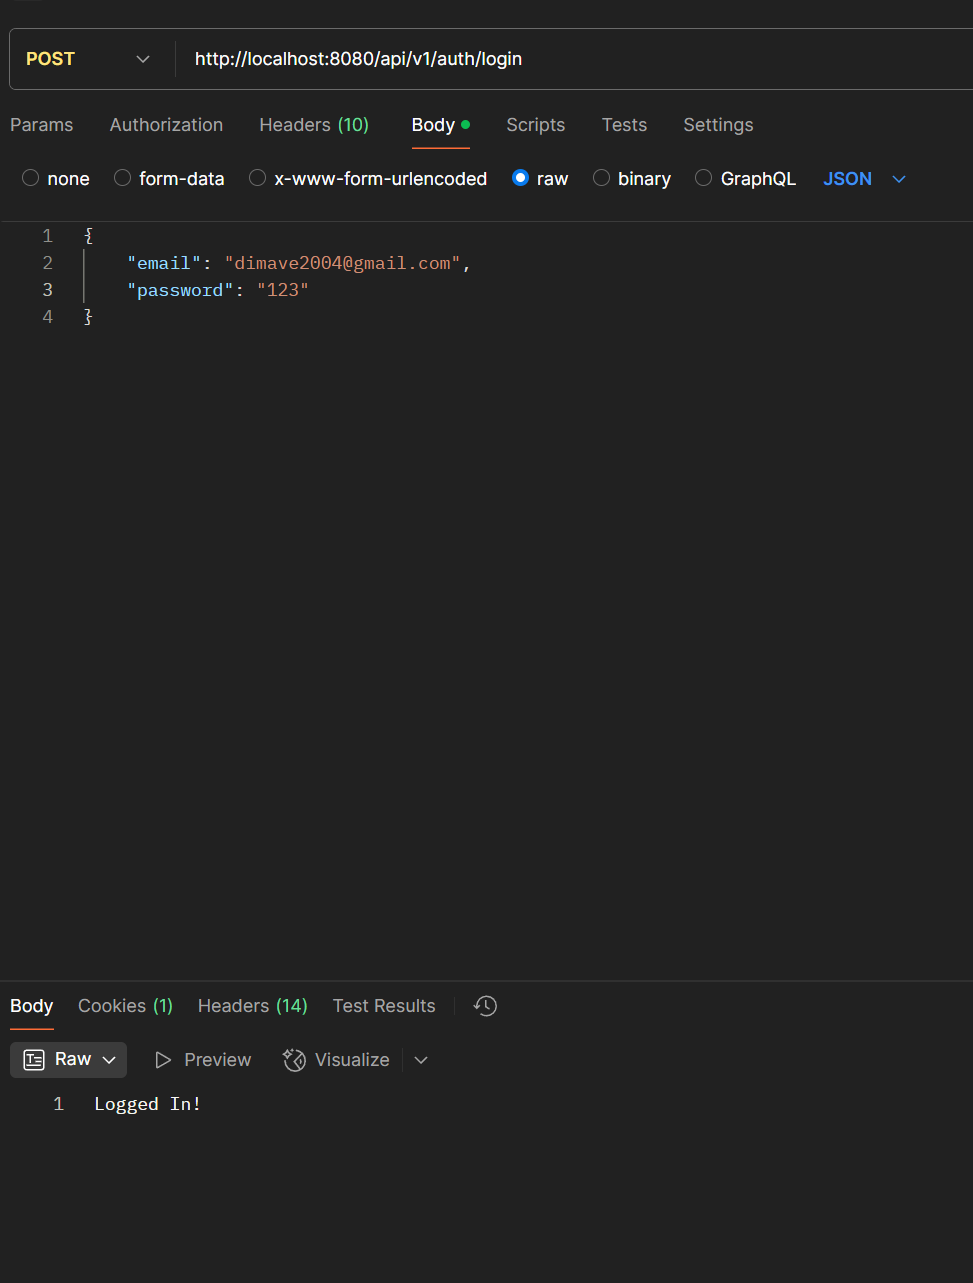 POST http://localhost:8080/api/v1/auth/login
Params Authorization Headers (10) Body Scripts Tests Settings
none form-data x-www-form-urlencoded raw binary GraphQL JSON
1 {
2 "email": "dimave2004@gmail.com",
3 "password": "123"
4 }
Body Cookies (1) Headers (14) Test Results
Raw Preview Visualize
1 Logged In!